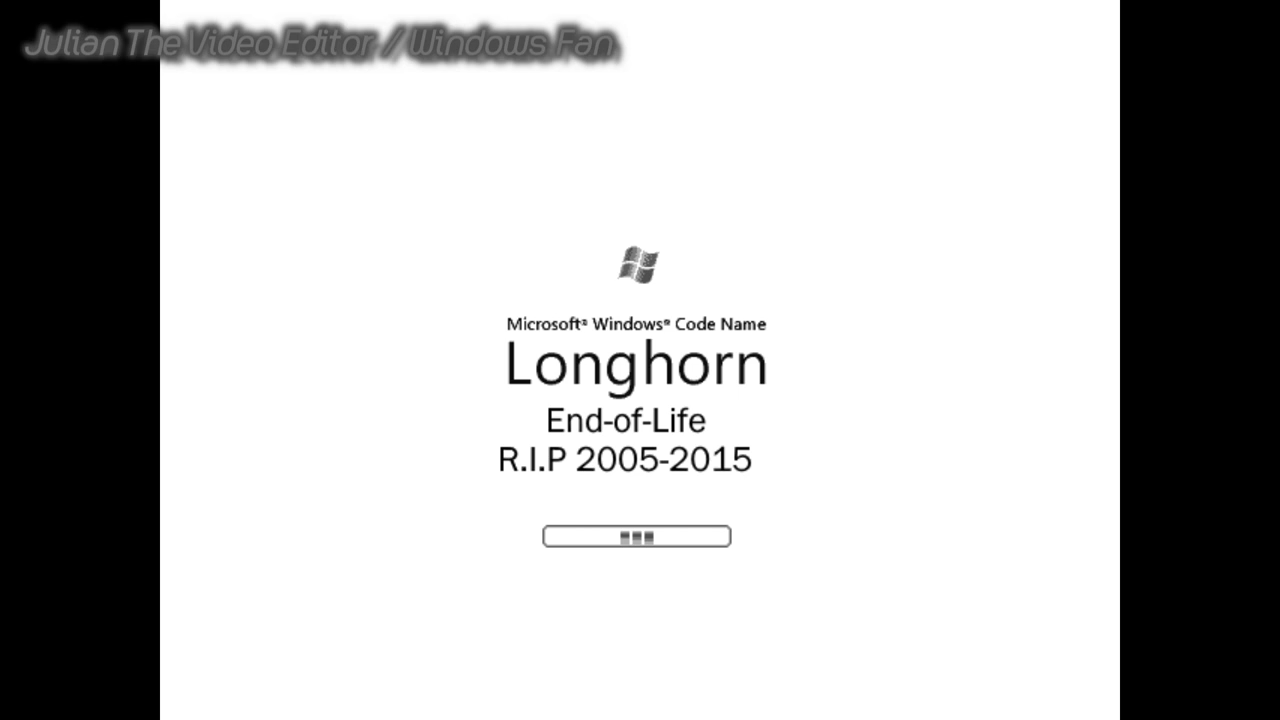 Julian The Video Editor / Windows Fan
Microsoft® Windows® Code Name
Longhorn
End-of-Life
R.I.P 2005-2015